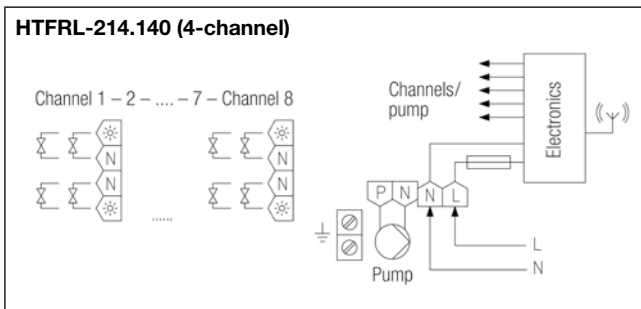 HTFRL-214.140 (4-channel)
Channel 1 – 2 – .... – 7 – Channel 8
N
N
......
N
N
Channels/
pump
Electronics
P N N L
Pump
L
N